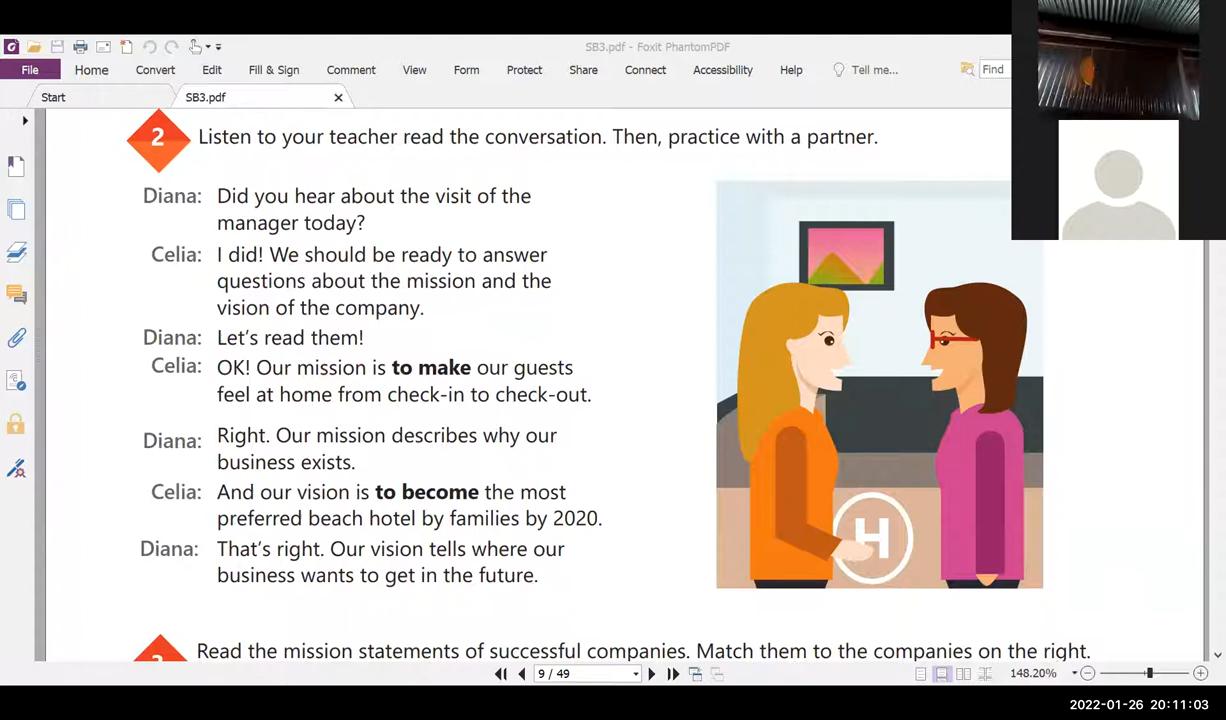 SB3.pdf - Foxit PhantomPDF
File Home Convert Edit Fill & Sign Comment View Form Protect Share Connect Accessibility Help Tell me... Find
Start SB3.pdf
2 Listen to your teacher read the conversation. Then, practice with a partner.
Diana: Did you hear about the visit of the
manager today?
Celia: I did! We should be ready to answer
questions about the mission and the
vision of the company.
Diana: Let's read them!
Celia: OK! Our mission is to make our guests
feel at home from check-in to check-out.
Diana: Right. Our mission describes why our
business exists.
Celia: And our vision is to become the most
preferred beach hotel by families by 2020.
Diana: That's right. Our vision tells where our
business wants to get in the future.
H
3 Read the mission statements of successful companies. Match them to the companies on the right.
9 / 49 148.20%
2022-01-26 20:11:03